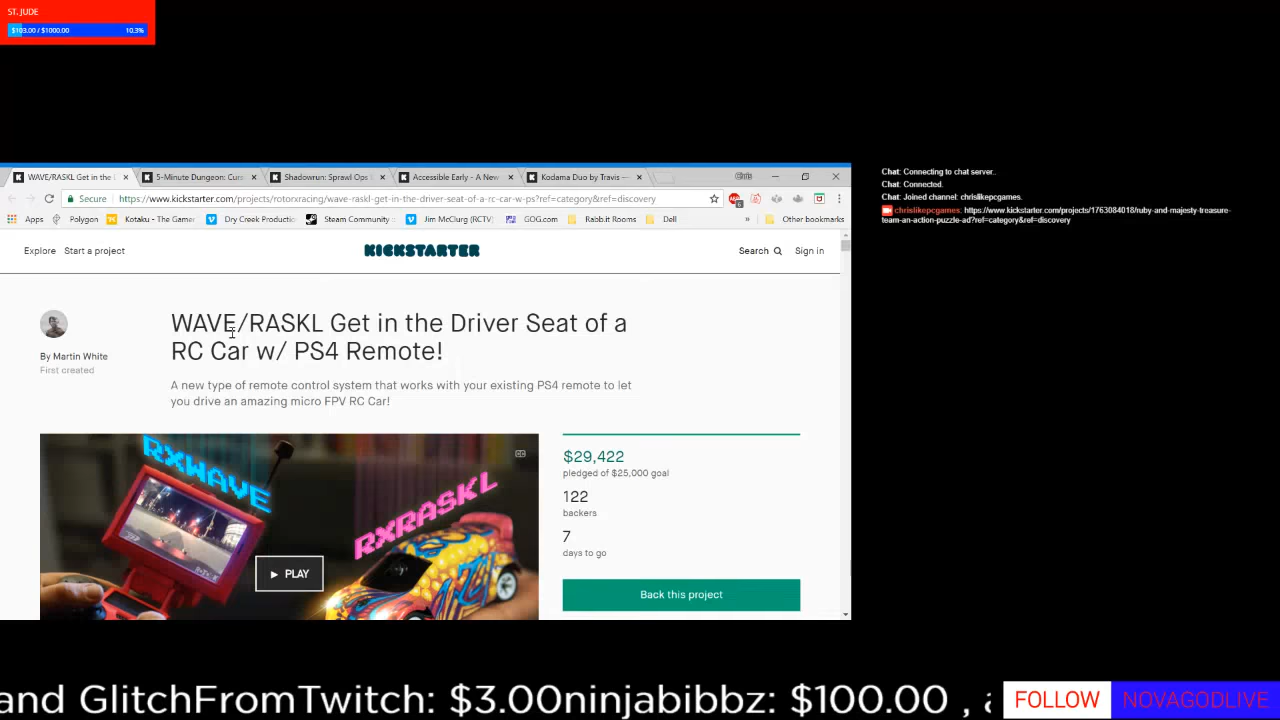 ST. JUDE
$103.00 / $1000.00 10.3%
WAVE/RASKL Get in the
5-Minute Dungeon: Cur
Shadowrun: Sprawl Ops
Accessible Early - A New
Kodama Duo by Travis —
Chris
Secure
https://www.kickstarter.com/projects/rotonxracing/wave-raskl-get-in-the-driver-seat-of-a-rc-car-w-ps?ref=category&ref=discovery
Apps
Polygon
Kotaku - The Gamer
Dry Creek Productio
Steam Community ::
Jim McClurg (RCTV)
GOG.com
Rabb.it Rooms
Dell
»
Other bookmarks
Explore Start a project
KICKSTARTER
Search
Sign in
WAVE/RASKL Get in the Driver Seat of a
RC Car w/ PS4 Remote!
By Martin White
First created
A new type of remote control system that works with your existing PS4 remote to let
you drive an amazing micro FPV RC Car!
RXWAVE
RXRASKL
PLAY
$29,422
pledged of $25,000 goal
122
backers
7
days to go
Back this project
Chat: Connecting to chat server..
Chat: Connected.
Chat: Joined channel: chrislikepcgames.
chrislikepcgames: https://www.kickstarter.com/projects/1763084018/ruby-and-majesty-treasure-
team-an-action-puzzle-ad?ref=category&ref=discovery
and GlitchFromTwitch: $3.00ninjabibbz: $100.00 , a
FOLLOW
NOVAGODLIVE